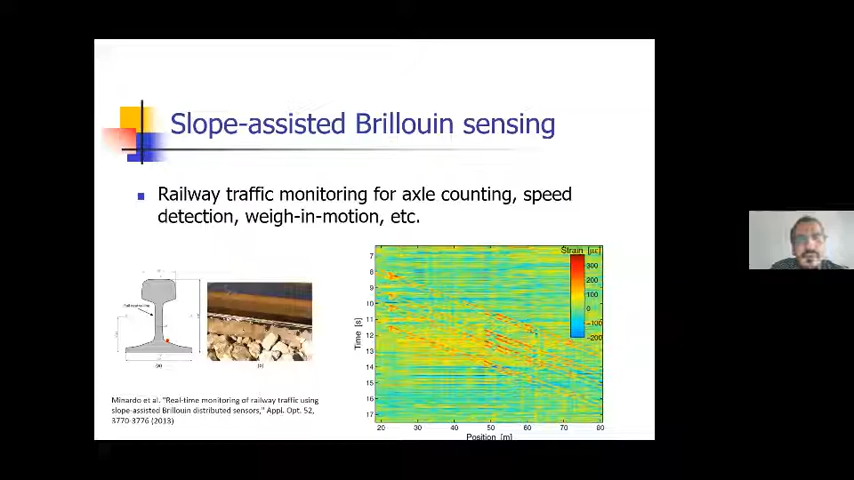 Slope-assisted Brillouin sensing
Railway traffic monitoring for axle counting, speed
detection, weigh-in-motion, etc.
Strain [με]
300
200
100
0
-100
-200
7
8
9
10
11
12
13
14
15
16
17
Time [s]
20
30
40
50
60
70
80
Position [m]
(a)
(b)
Minardo et al. "Real-time monitoring of railway traffic using
slope-assisted Brillouin distributed sensors," Appl. Opt. 52,
3770-3776 (2013)